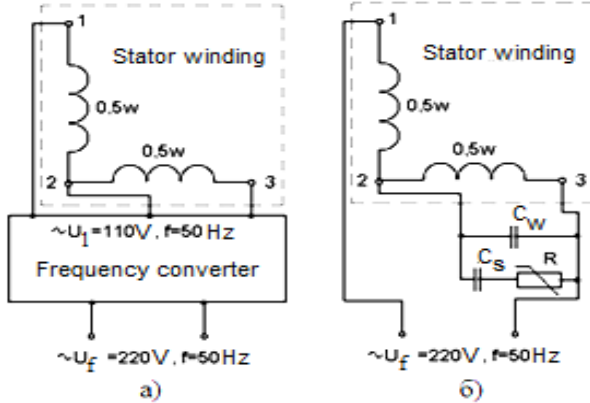 1
Stator winding
0,5w
0,5w
2
3
~U1=110V, f=50 Hz
Frequency converter
~Uf =220V, f=50Hz
a)
1
Stator winding
0,5w
0,5w
2
3
CW
CS
R
~Uf =220V, f=50Hz
б)